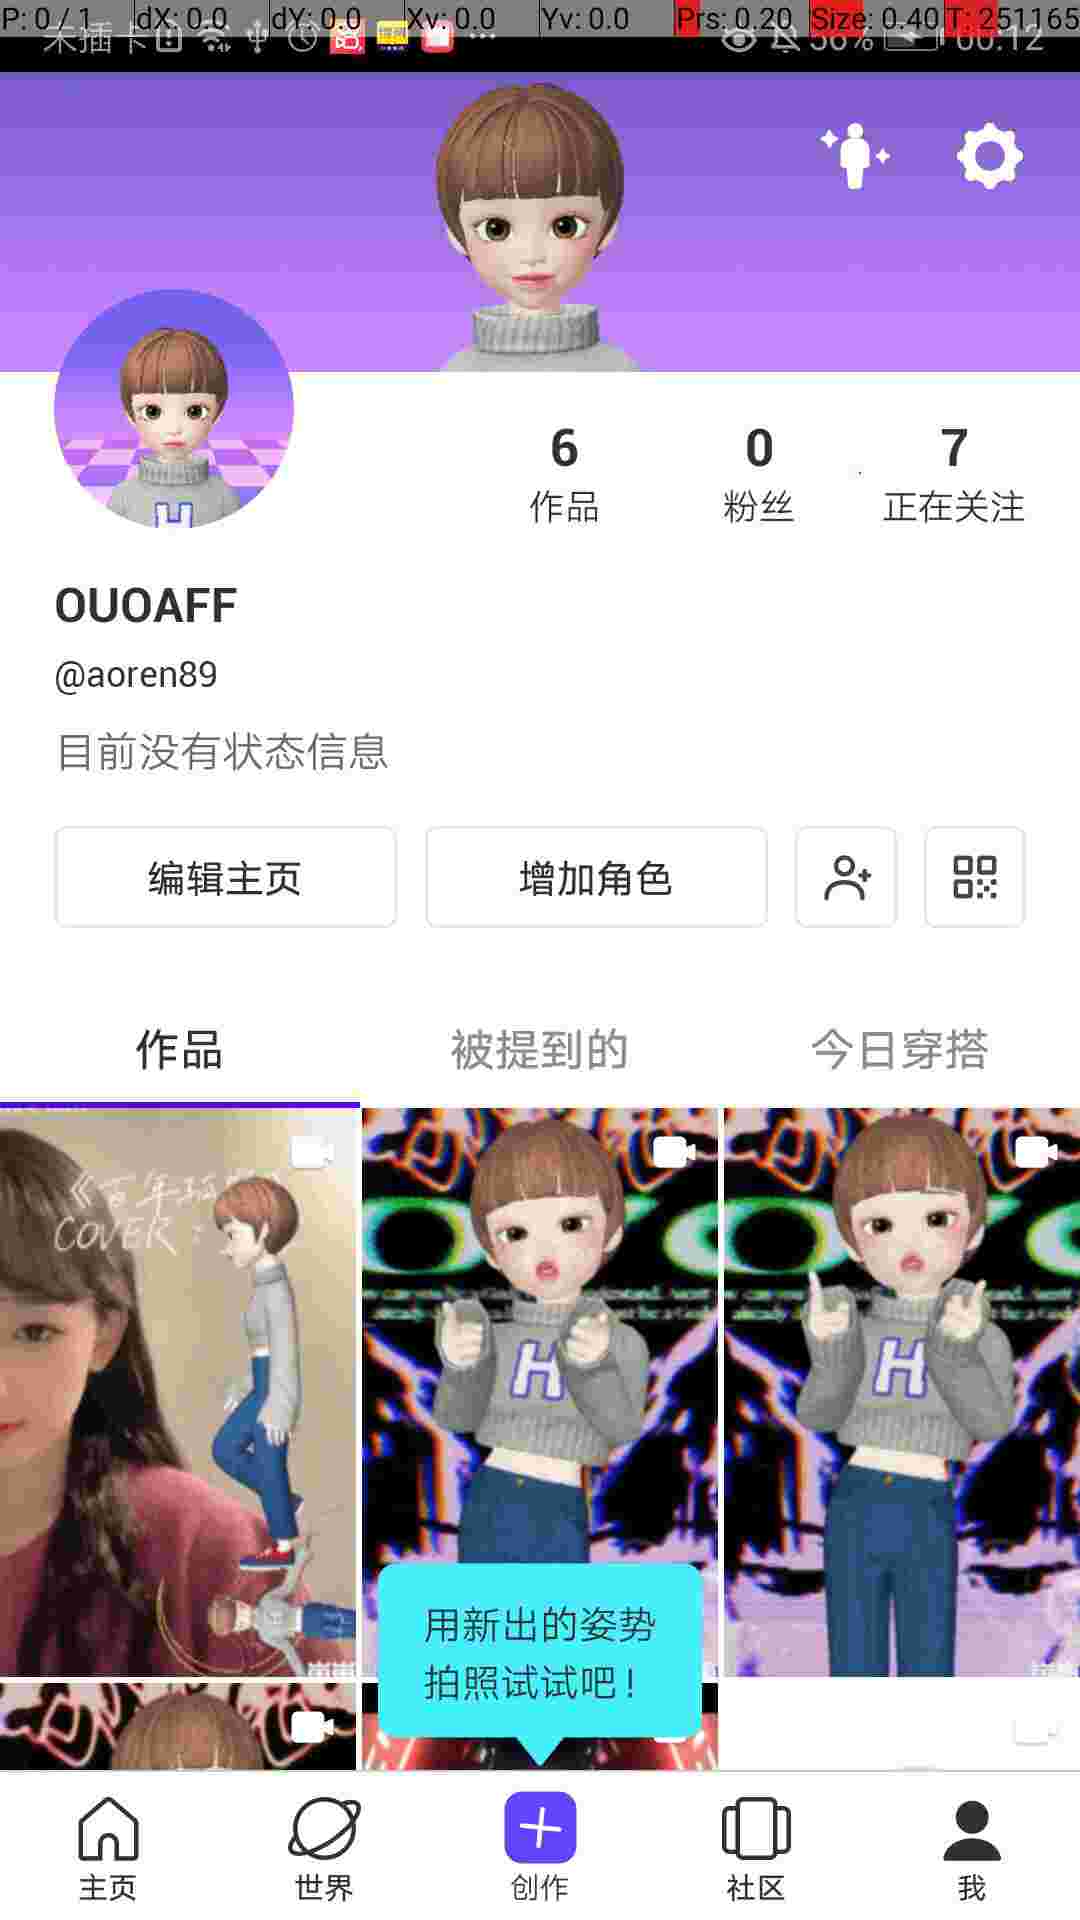 P: 0 / 1 dX: 0.0 dY: 0.0 Xv: 0.0 Yv: 0.0 Prs: 0.20 Size: 0.40 T: 251165
未插卡 56% 00:12
6 0 7
作品 粉丝 正在关注
OUOAFF
@aoren89
目前没有状态信息
编辑主页 增加角色
作品 被提到的 今日穿搭
COVER :
H H
用新出的姿势
拍照试试吧!
主页 世界 创作 社区 我